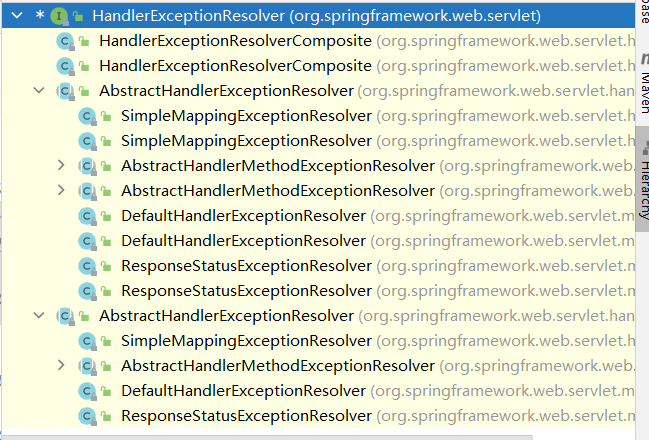 HandlerExceptionResolver (org.springframework.web.servlet)
HandlerExceptionResolverComposite (org.springframework.web.servlet.h
HandlerExceptionResolverComposite (org.springframework.web.servlet.h
AbstractHandlerExceptionResolver (org.springframework.web.servlet.han
SimpleMappingExceptionResolver (org.springframework.web.servlet.
SimpleMappingExceptionResolver (org.springframework.web.servlet.
AbstractHandlerMethodExceptionResolver (org.springframework.web.
AbstractHandlerMethodExceptionResolver (org.springframework.web.
DefaultHandlerExceptionResolver (org.springframework.web.servlet.m
DefaultHandlerExceptionResolver (org.springframework.web.servlet.m
ResponseStatusExceptionResolver (org.springframework.web.servlet.m
ResponseStatusExceptionResolver (org.springframework.web.servlet.m
AbstractHandlerExceptionResolver (org.springframework.web.servlet.han
SimpleMappingExceptionResolver (org.springframework.web.servlet.
AbstractHandlerMethodExceptionResolver (org.springframework.web.
DefaultHandlerExceptionResolver (org.springframework.web.servlet.m
ResponseStatusExceptionResolver (org.springframework.web.servlet.m
base
Maven
Hierarchy